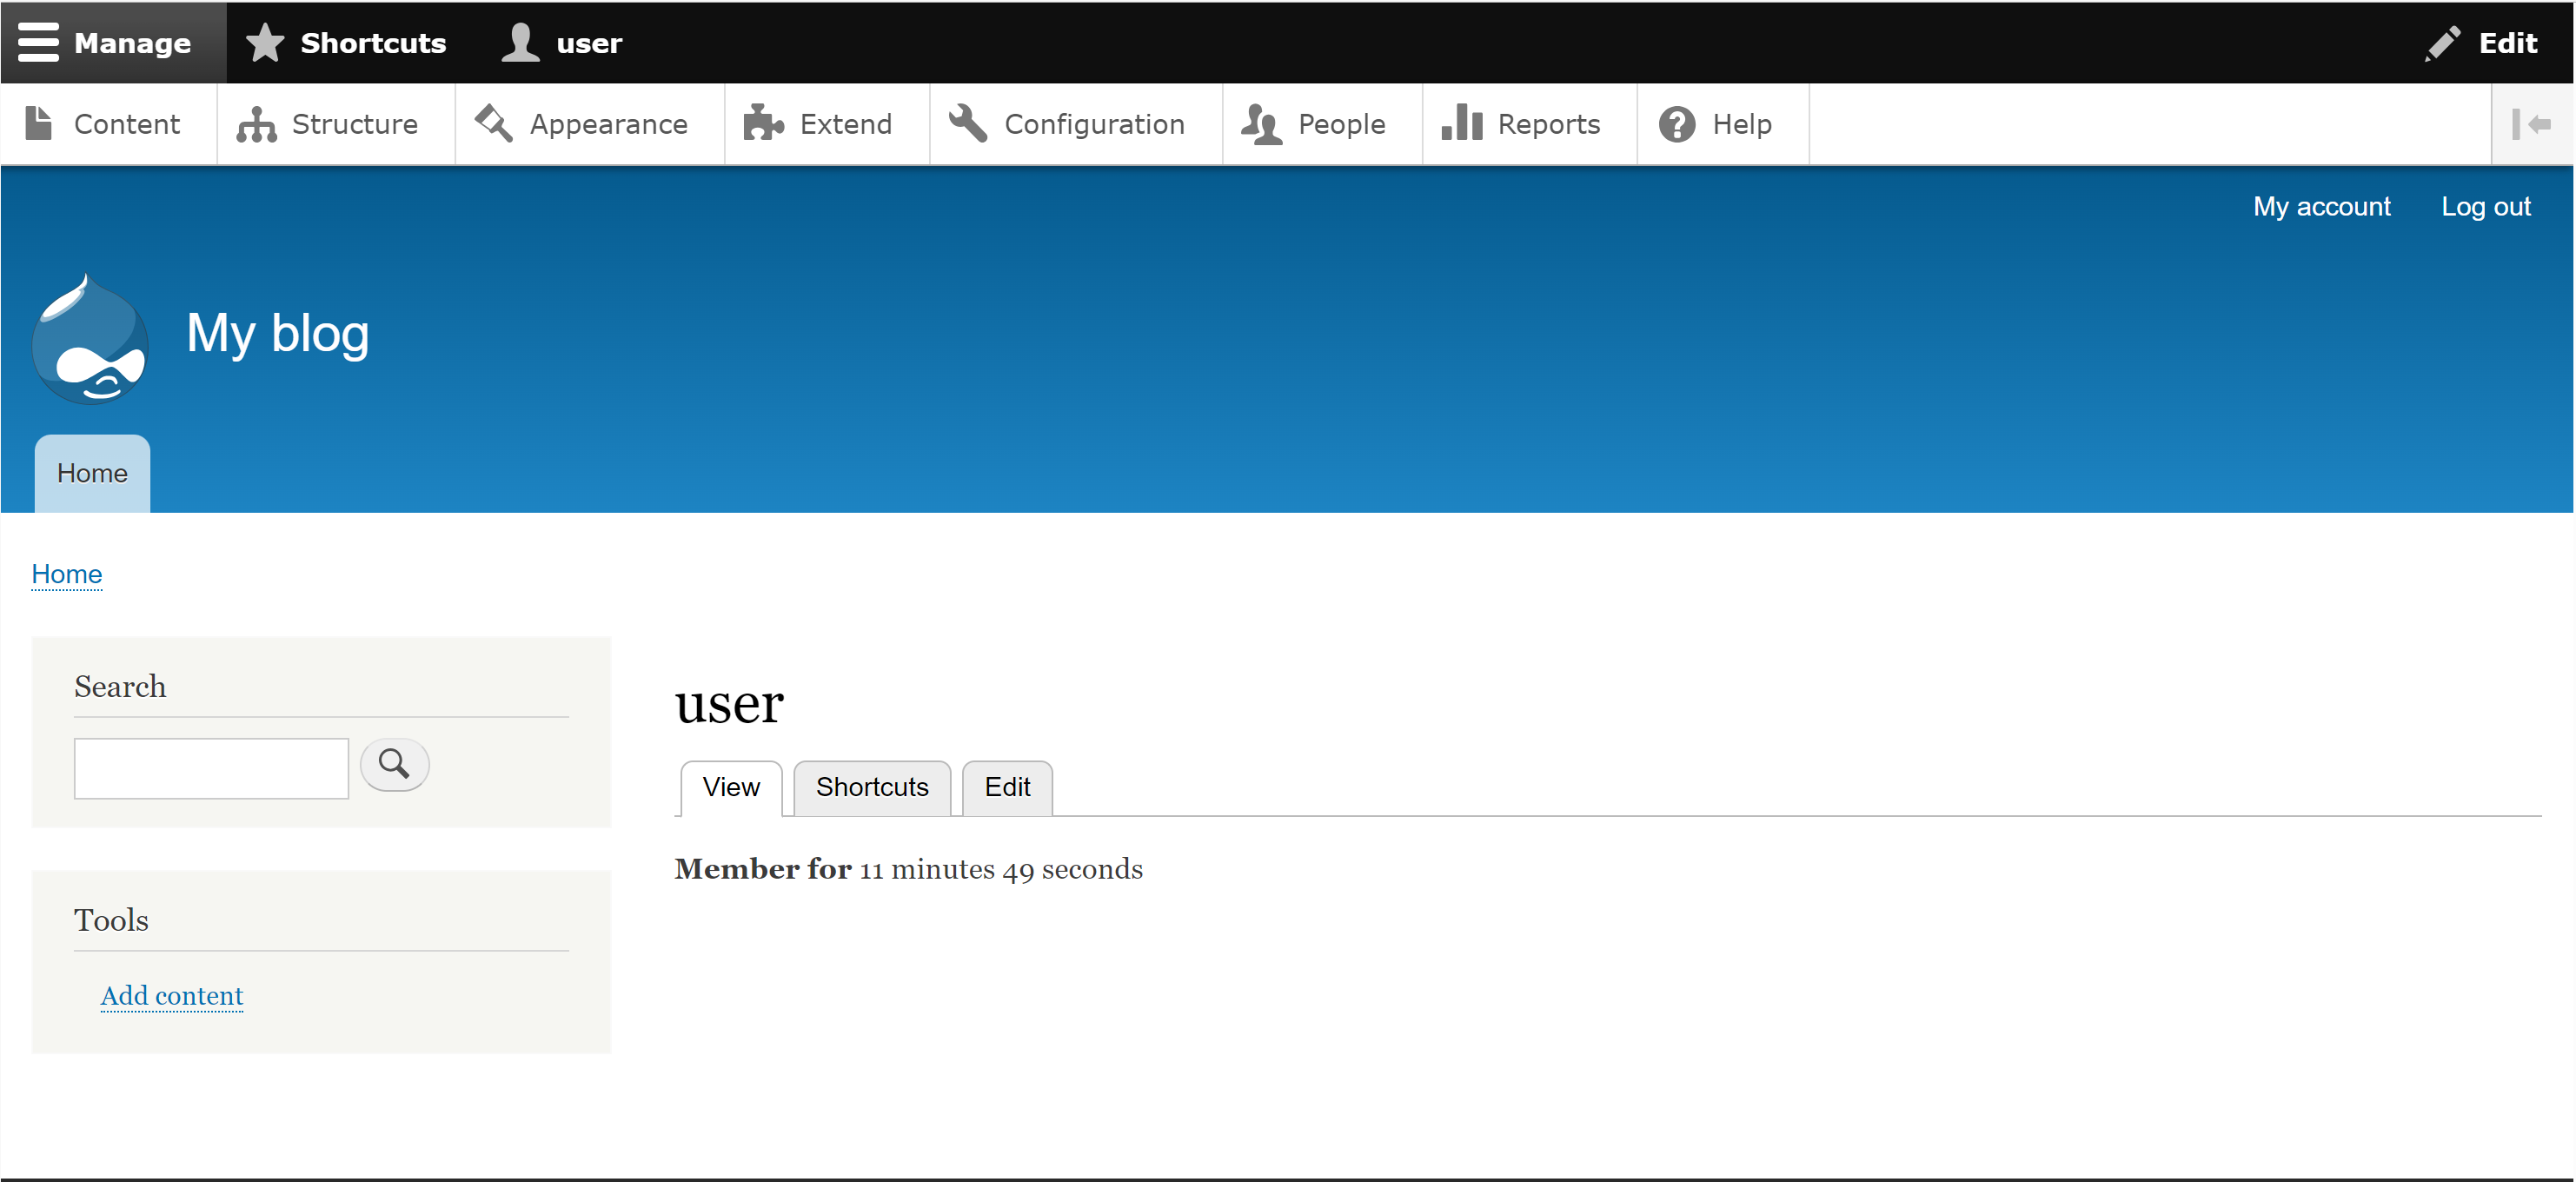 Manage Shortcuts user Edit
Content Structure Appearance Extend Configuration People Reports Help
My account Log out
My blog
Home
Home
Search
user
View Shortcuts Edit
Member for 11 minutes 49 seconds
Tools
Add content